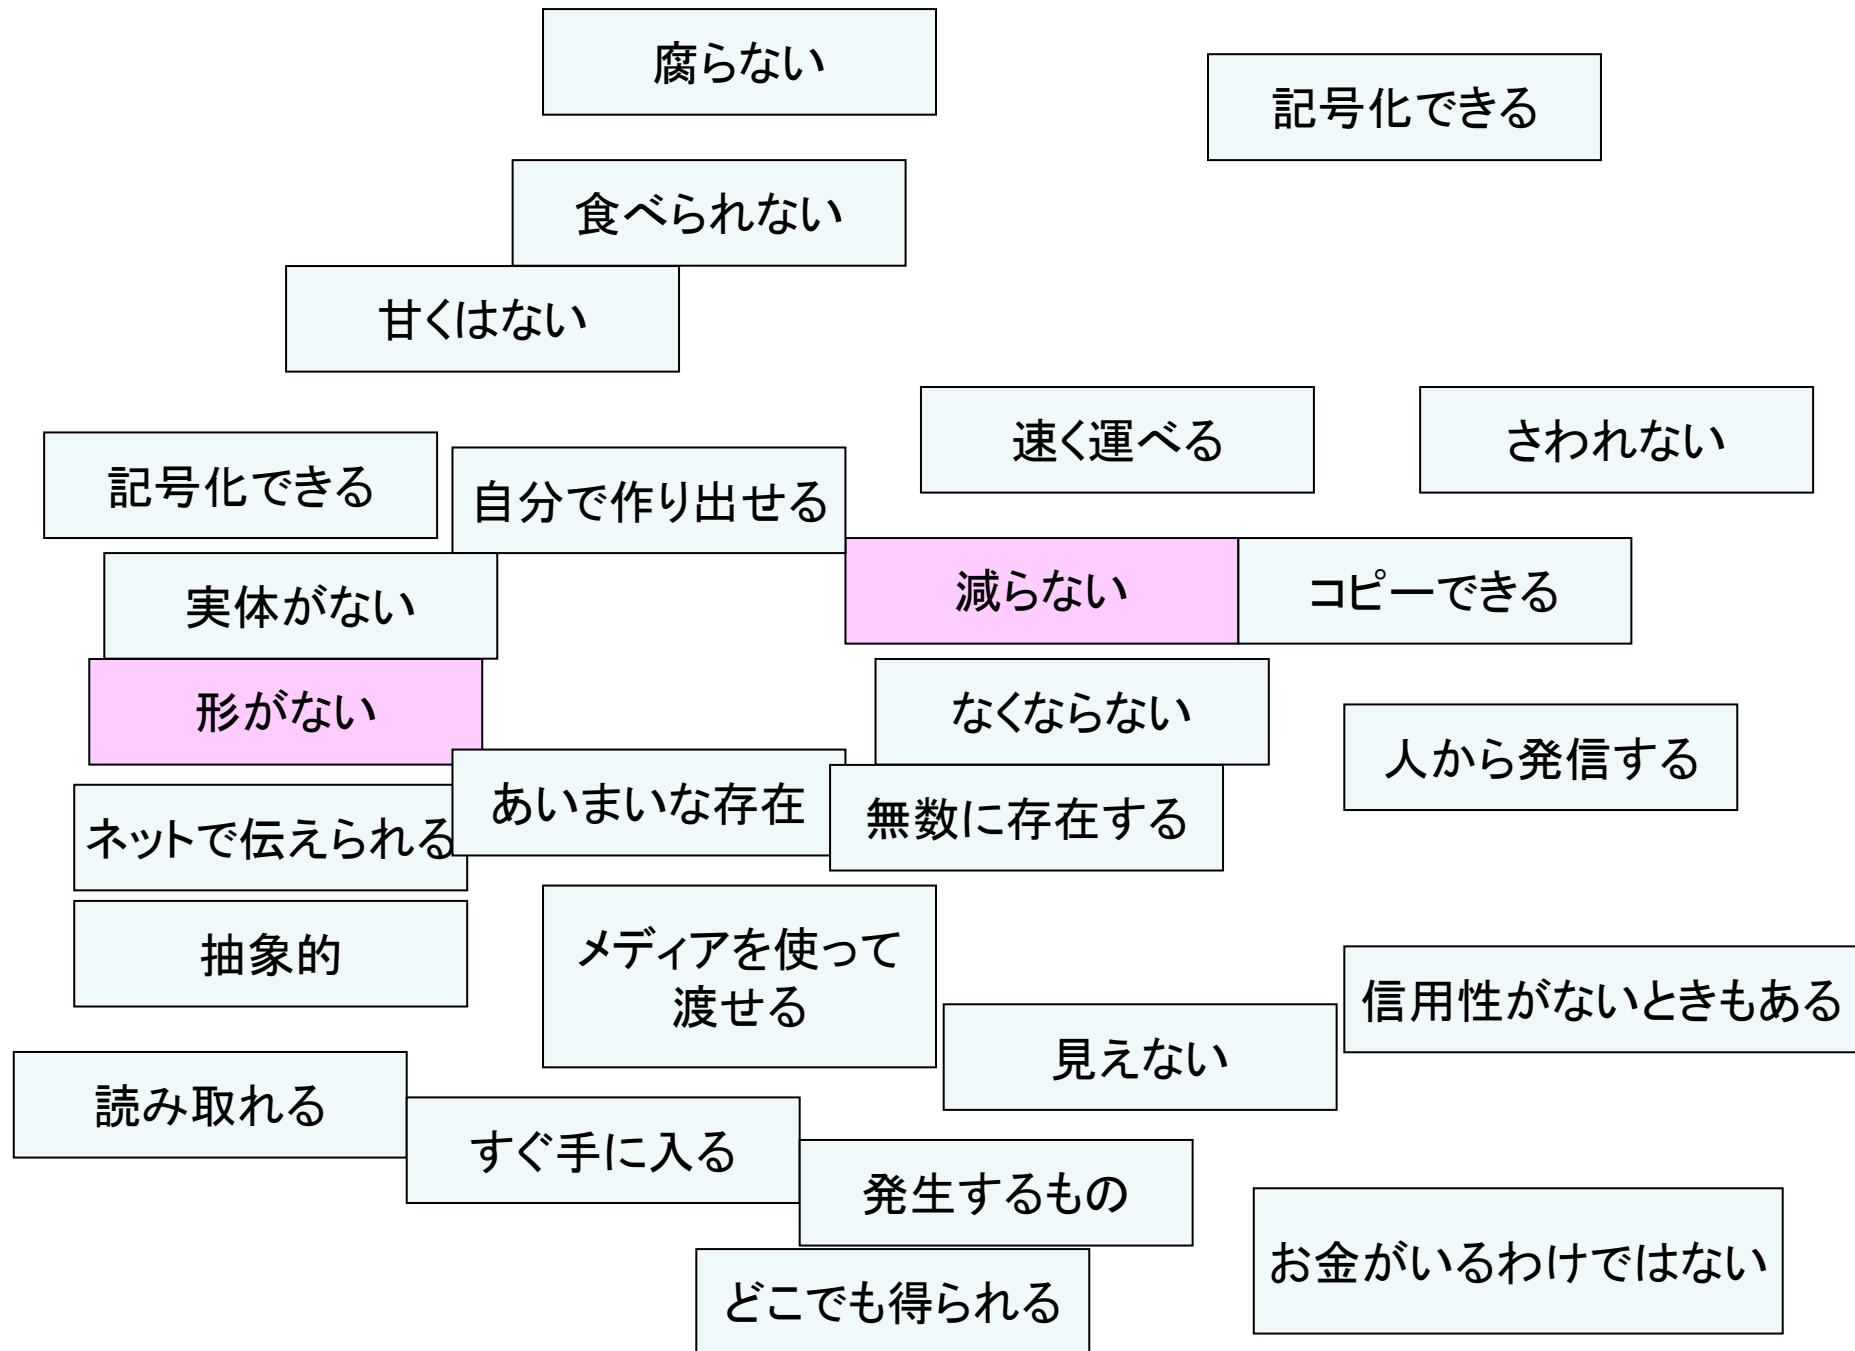 腐らない
記号化できる
食べられない
甘くはない
速く運べる
さわれない
記号化できる
自分で作り出せる
減らない
コピーできる
実体がない
形がない
なくならない
人から発信する
あいまいな存在
無数に存在する
ネットで伝えられる
抽象的
メディアを使って
渡せる
信用性がないときもある
見えない
読み取れる
すぐ手に入る
発生するもの
お金がいるわけではない
どこでも得られる